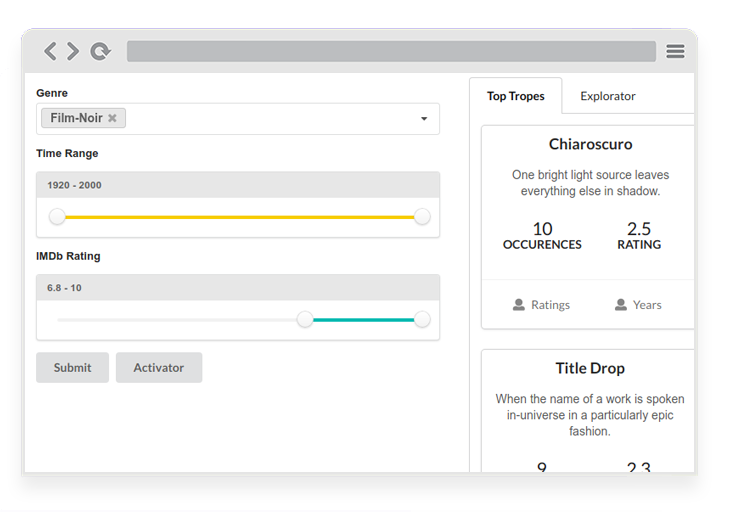 Genre
Film-Noir
Time Range
1920 - 2000
IMDb Rating
6.8 - 10
Submit
Activator
Top Tropes
Explorator
Chiaroscuro
One bright light source leaves
everything else in shadow.
10
OCCURENCES
2.5
RATING
Ratings
Years
Title Drop
When the name of a work is spoken
in-universe in a particularly epic
fashion.
9
2.3